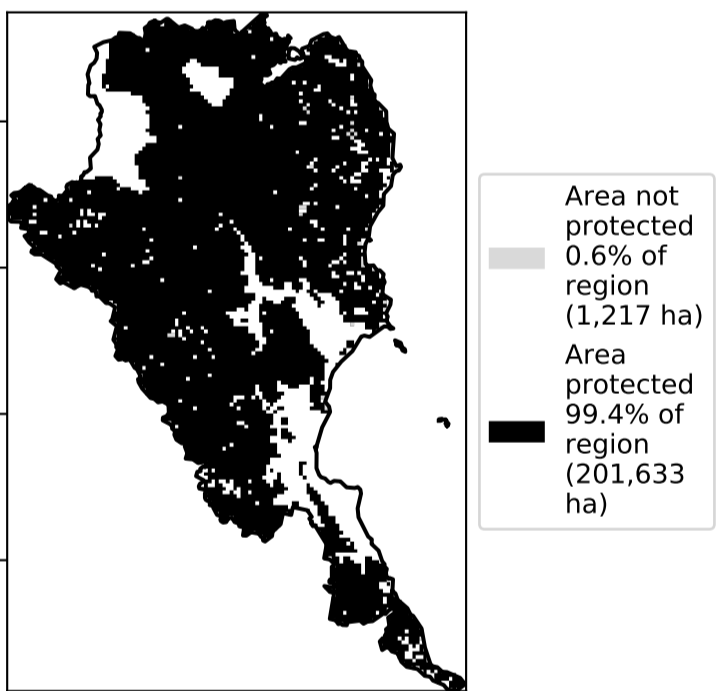 Area not
protected
0.6% of
region
(1,217 ha)
Area
protected
99.4% of
region
(201,633
ha)